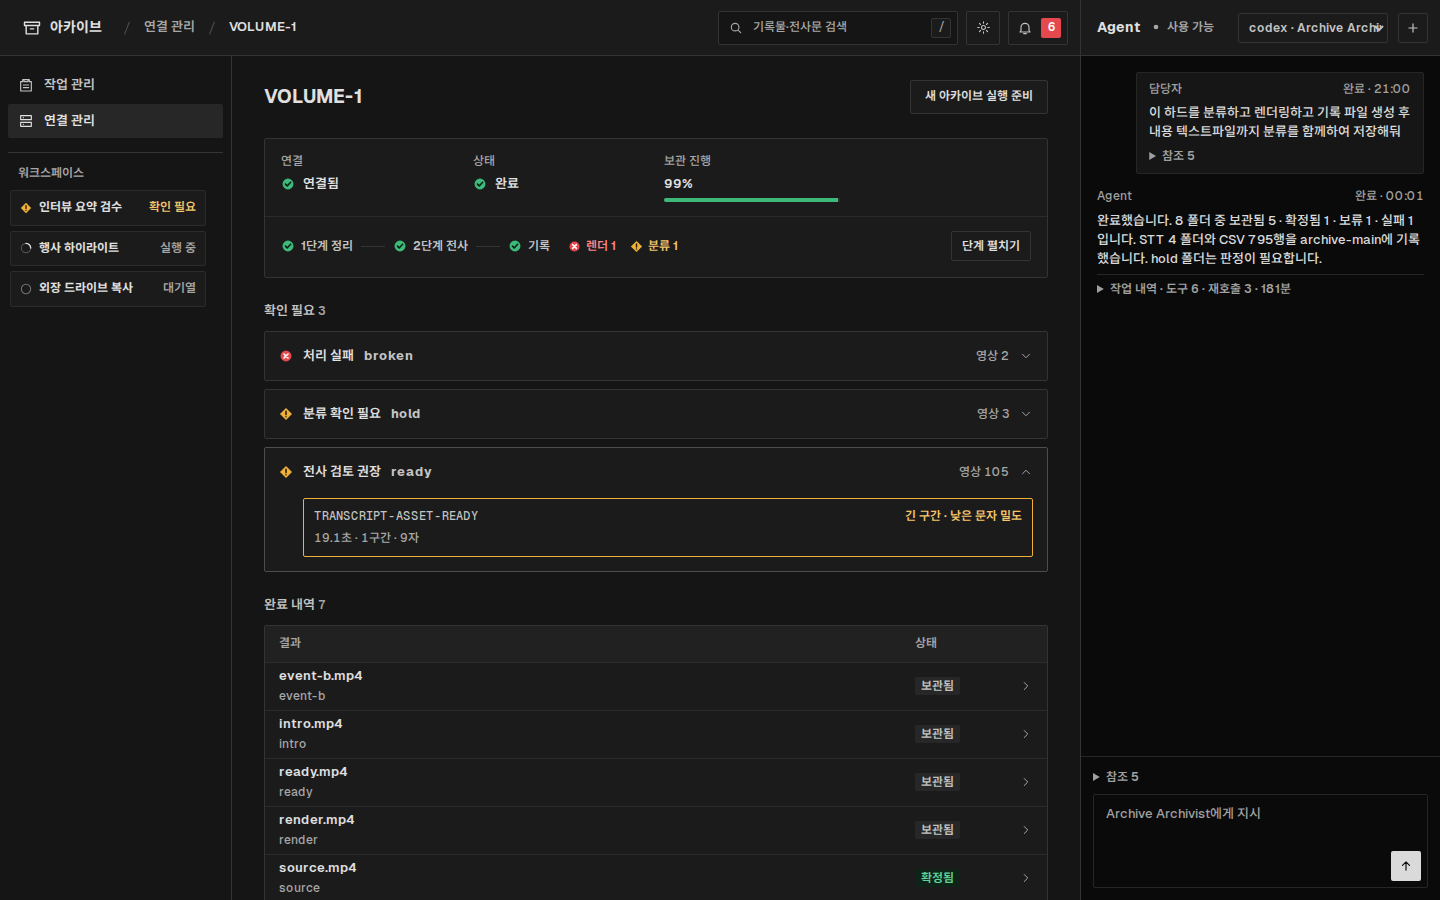 아카이브 / 연결 관리 / VOLUME-1
기록물·전사문 검색 /
6
Agent • 사용 가능
codex · Archive Archi
+
작업 관리
연결 관리
워크스페이스
인터뷰 요약 검수 확인 필요
행사 하이라이트 실행 중
외장 드라이브 복사 대기열
VOLUME-1
새 아카이브 실행 준비
연결 상태 보관 진행
연결됨 완료 99%
1단계 정리 2단계 전사 기록 렌더 1 분류 1
단계 펼치기
확인 필요 3
처리 실패 broken 영상 2
분류 확인 필요 hold 영상 3
전사 검토 권장 ready 영상 105
TRANSCRIPT-ASSET-READY 긴 구간 · 낮은 문자 밀도
19.1초 · 1구간 · 9자
완료 내역 7
결과 상태
event-b.mp4
event-b
보관됨
intro.mp4
intro
보관됨
ready.mp4
ready
보관됨
render.mp4
render
보관됨
source.mp4
source
확정됨
담당자 완료 · 21:00
이 하드를 분류하고 렌더링하고 기록 파일 생성 후
내용 텍스트파일까지 분류를 함께하여 저장해둬
▶ 참조 5
Agent 완료 · 00:01
완료했습니다. 8 폴더 중 보관됨 5 · 확정됨 1 · 보류 1 · 실패 1
입니다. STT 4 폴더와 CSV 795행을 archive-main에 기록
했습니다. hold 폴더는 판정이 필요합니다.
▶ 작업 내역 · 도구 6 · 재호출 3 · 181분
▶ 참조 5
Archive Archivist에게 지시